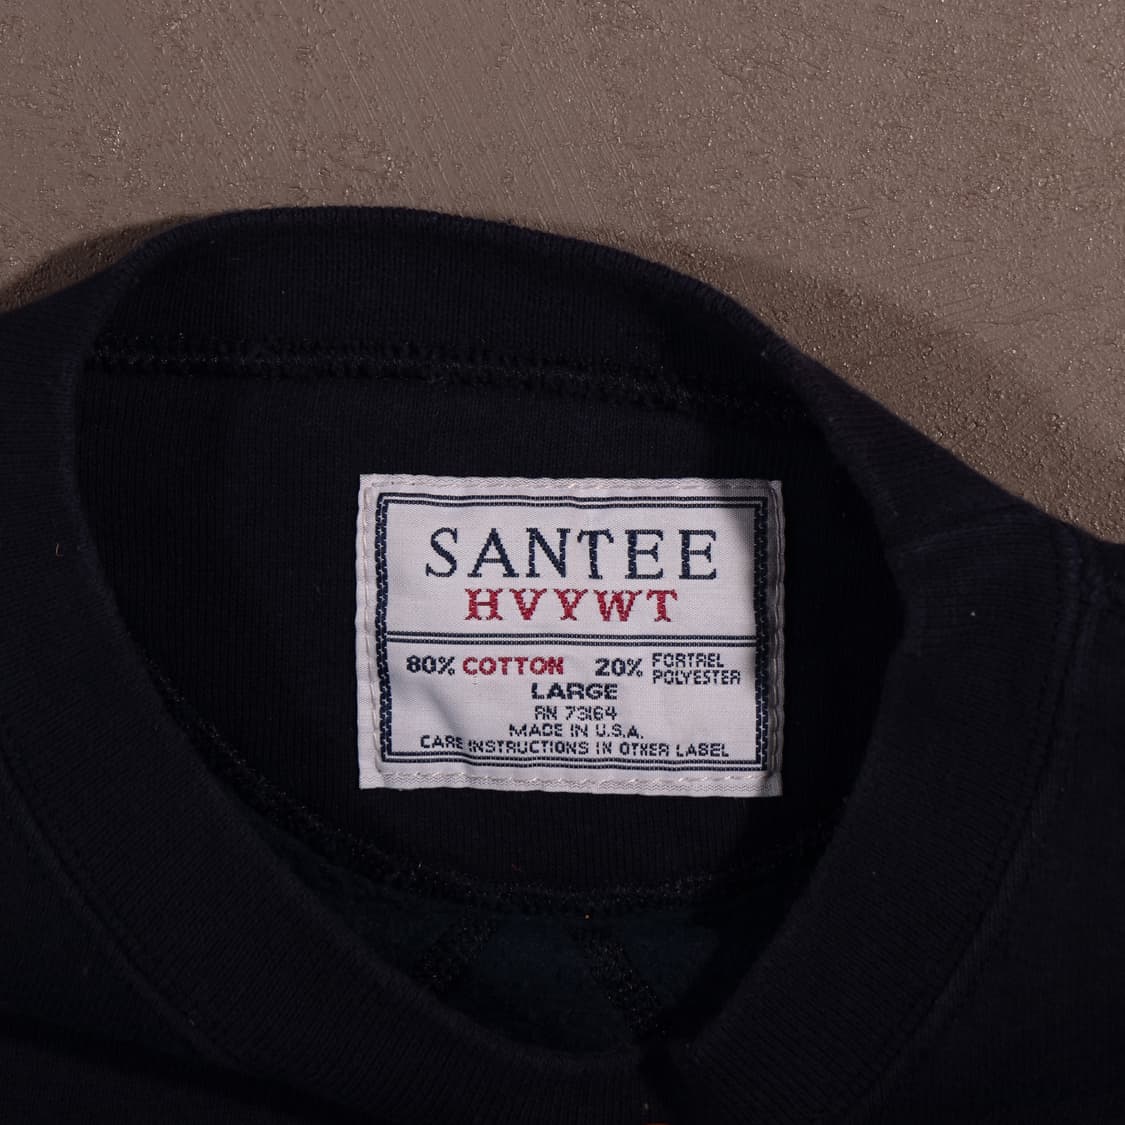 SANTEE
HVYWT
80% COTTON 20% FORTREL POLYESTER
LARGE
RN 73164
MADE IN U.S.A.
CARE INSTRUCTIONS IN OTHER LABEL